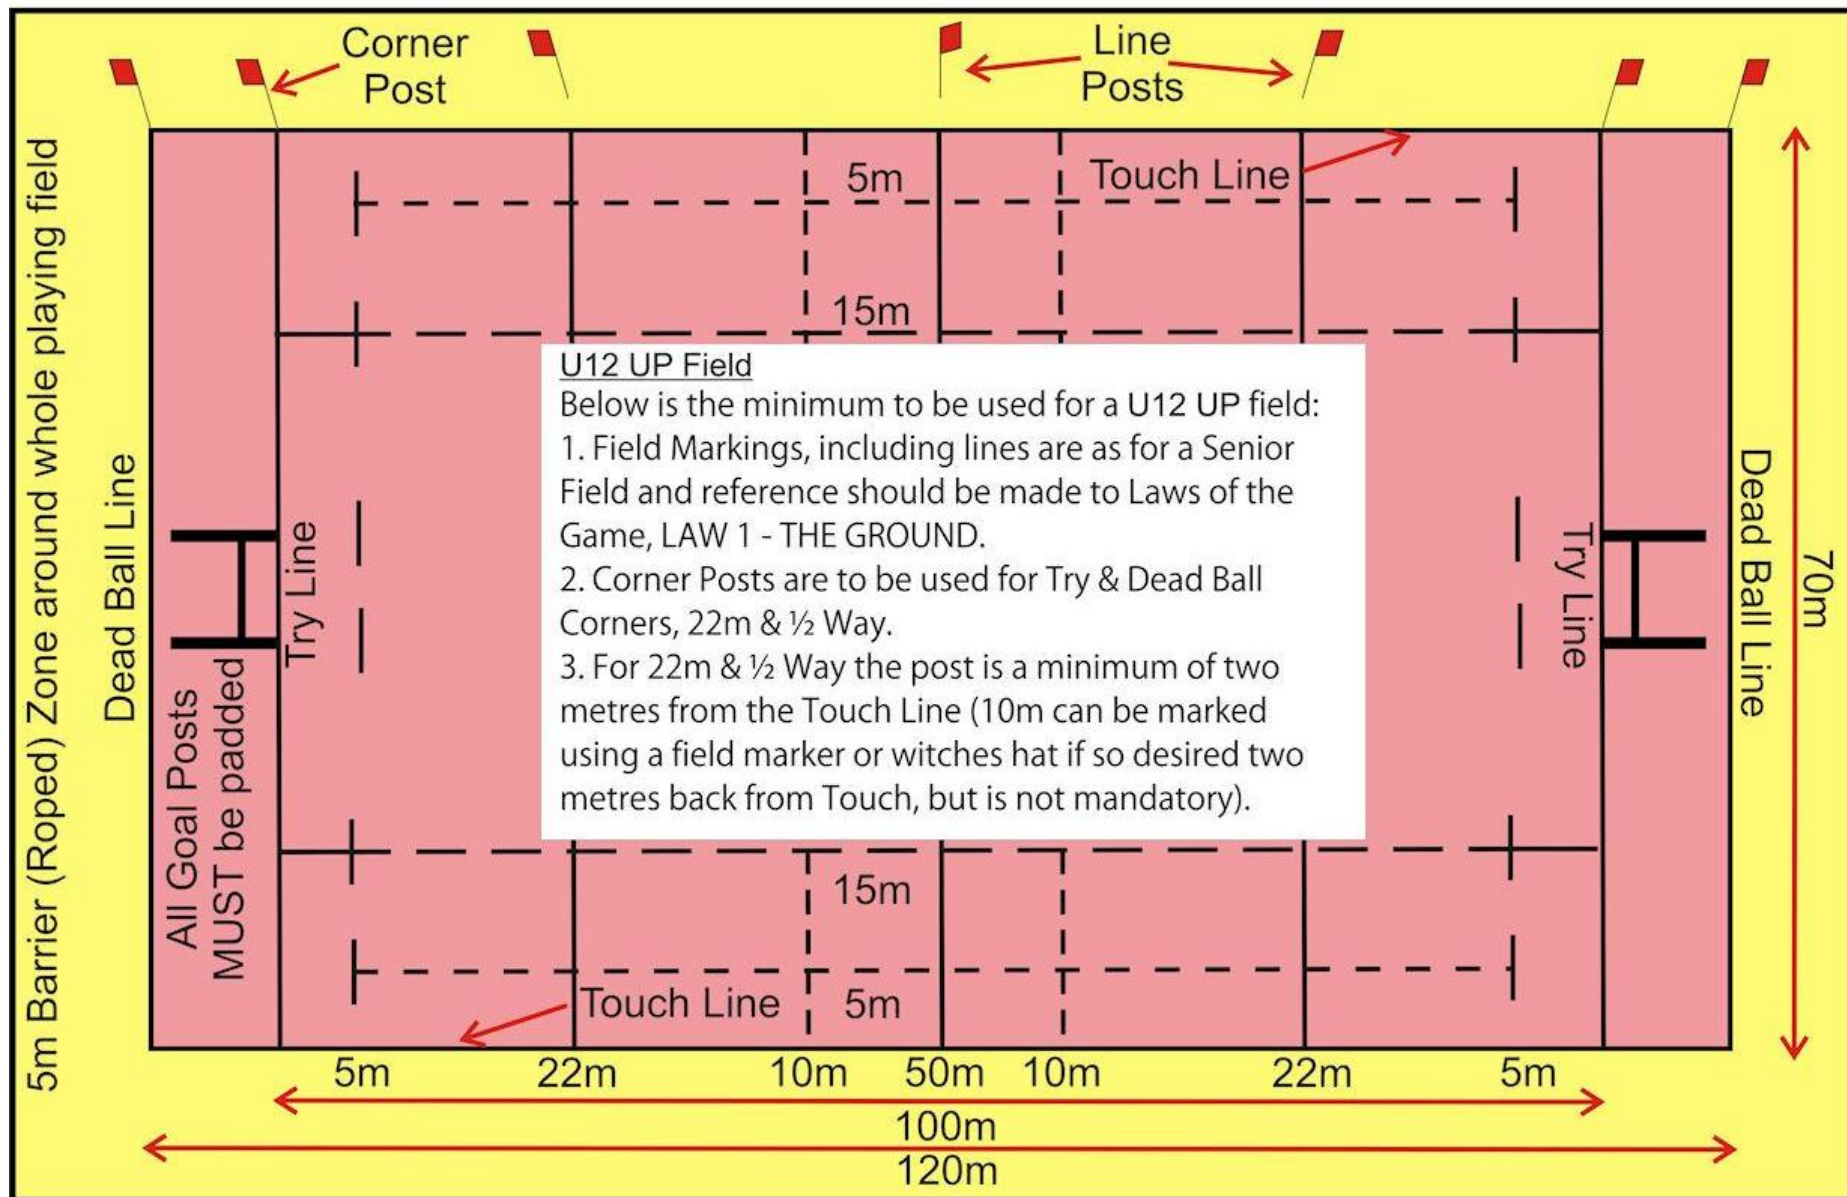 Corner
Post
Line
Posts
5m Barrier (Roped) Zone around whole playing field
Dead Ball Line
All Goal Posts
MUST be padded
Try Line
5m
Touch Line
15m
U12 UP Field
Below is the minimum to be used for a U12 UP field:
1. Field Markings, including lines are as for a Senior
Field and reference should be made to Laws of the
Game, LAW 1 - THE GROUND.
2. Corner Posts are to be used for Try & Dead Ball
Corners, 22m & ½ Way.
3. For 22m & ½ Way the post is a minimum of two
metres from the Touch Line (10m can be marked
using a field marker or witches hat if so desired two
metres back from Touch, but is not mandatory).
Try Line
Dead Ball Line
70m
15m
Touch Line
5m
5m 22m 10m 50m 10m 22m 5m
100m
120m